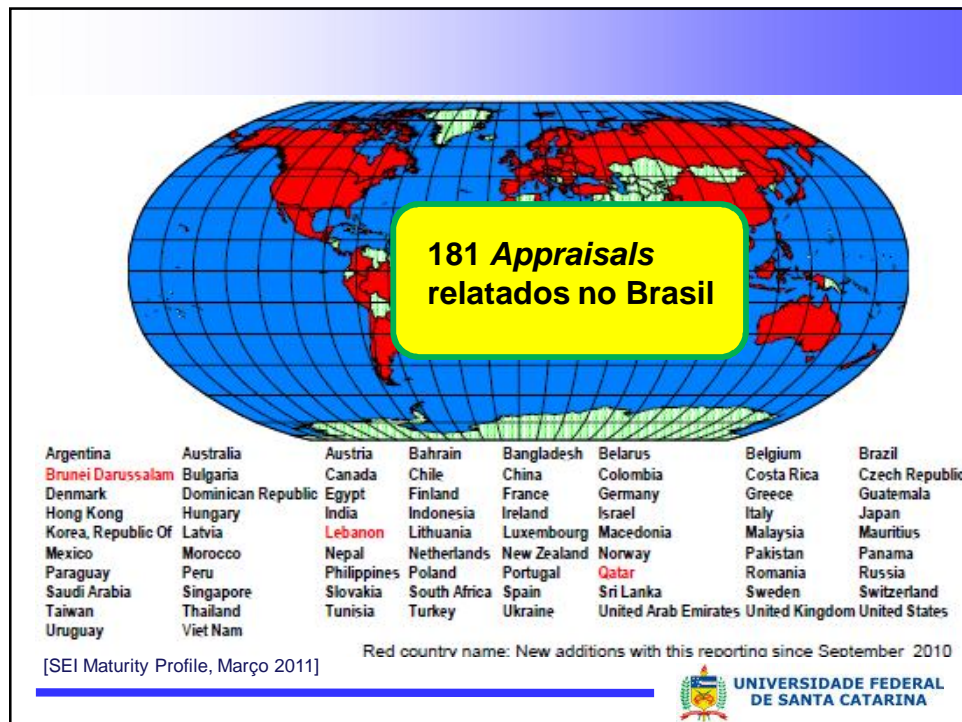 181 Appraisals
relatados no Brasil
Argentina Australia Austria Bahrain Bangladesh Belarus Belgium Brazil
Brunei Darussalam Bulgaria Canada Chile China Colombia Costa Rica Czech Republic
Denmark Dominican Republic Egypt Finland France Germany Greece Guatemala
Hong Kong Hungary India Indonesia Ireland Israel Italy Japan
Korea, Republic Of Latvia Lebanon Lithuania Luxembourg Macedonia Malaysia Mauritius
Mexico Morocco Nepal Netherlands New Zealand Norway Pakistan Panama
Paraguay Peru Philippines Poland Portugal Qatar Romania Russia
Saudi Arabia Singapore Slovakia South Africa Spain Sri Lanka Sweden Switzerland
Taiwan Thailand Tunisia Turkey Ukraine United Arab Emirates United Kingdom United States
Uruguay Viet Nam
Red country name: New additions with this reporting since September 2010
[SEI Maturity Profile, Março 2011]
UNIVERSIDADE FEDERAL
DE SANTA CATARINA